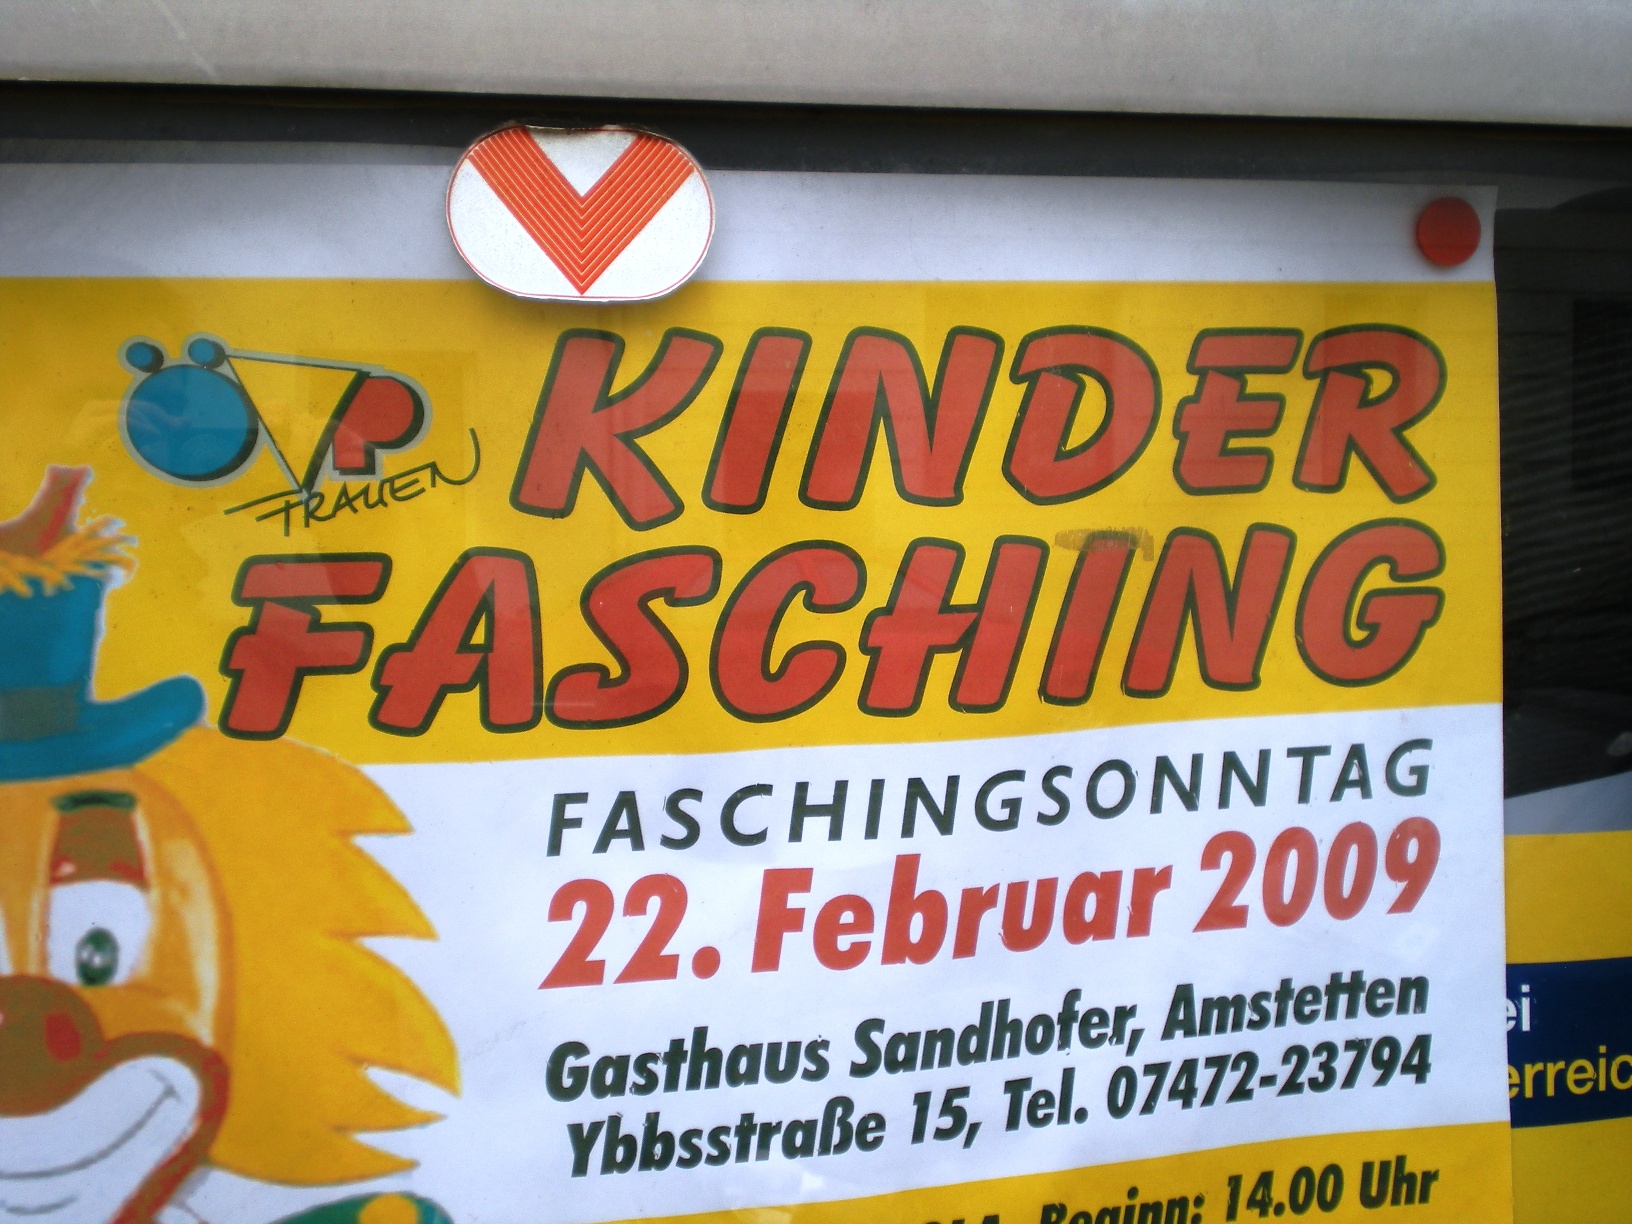 ÖVP
FRAUEN
KINDER
FASCHING
FASCHINGSONNTAG
22. Februar 2009
Gasthaus Sandhofer, Amstetten
Ybbsstraße 15, Tel. 07472-23794
Beginn: 14.00 Uhr